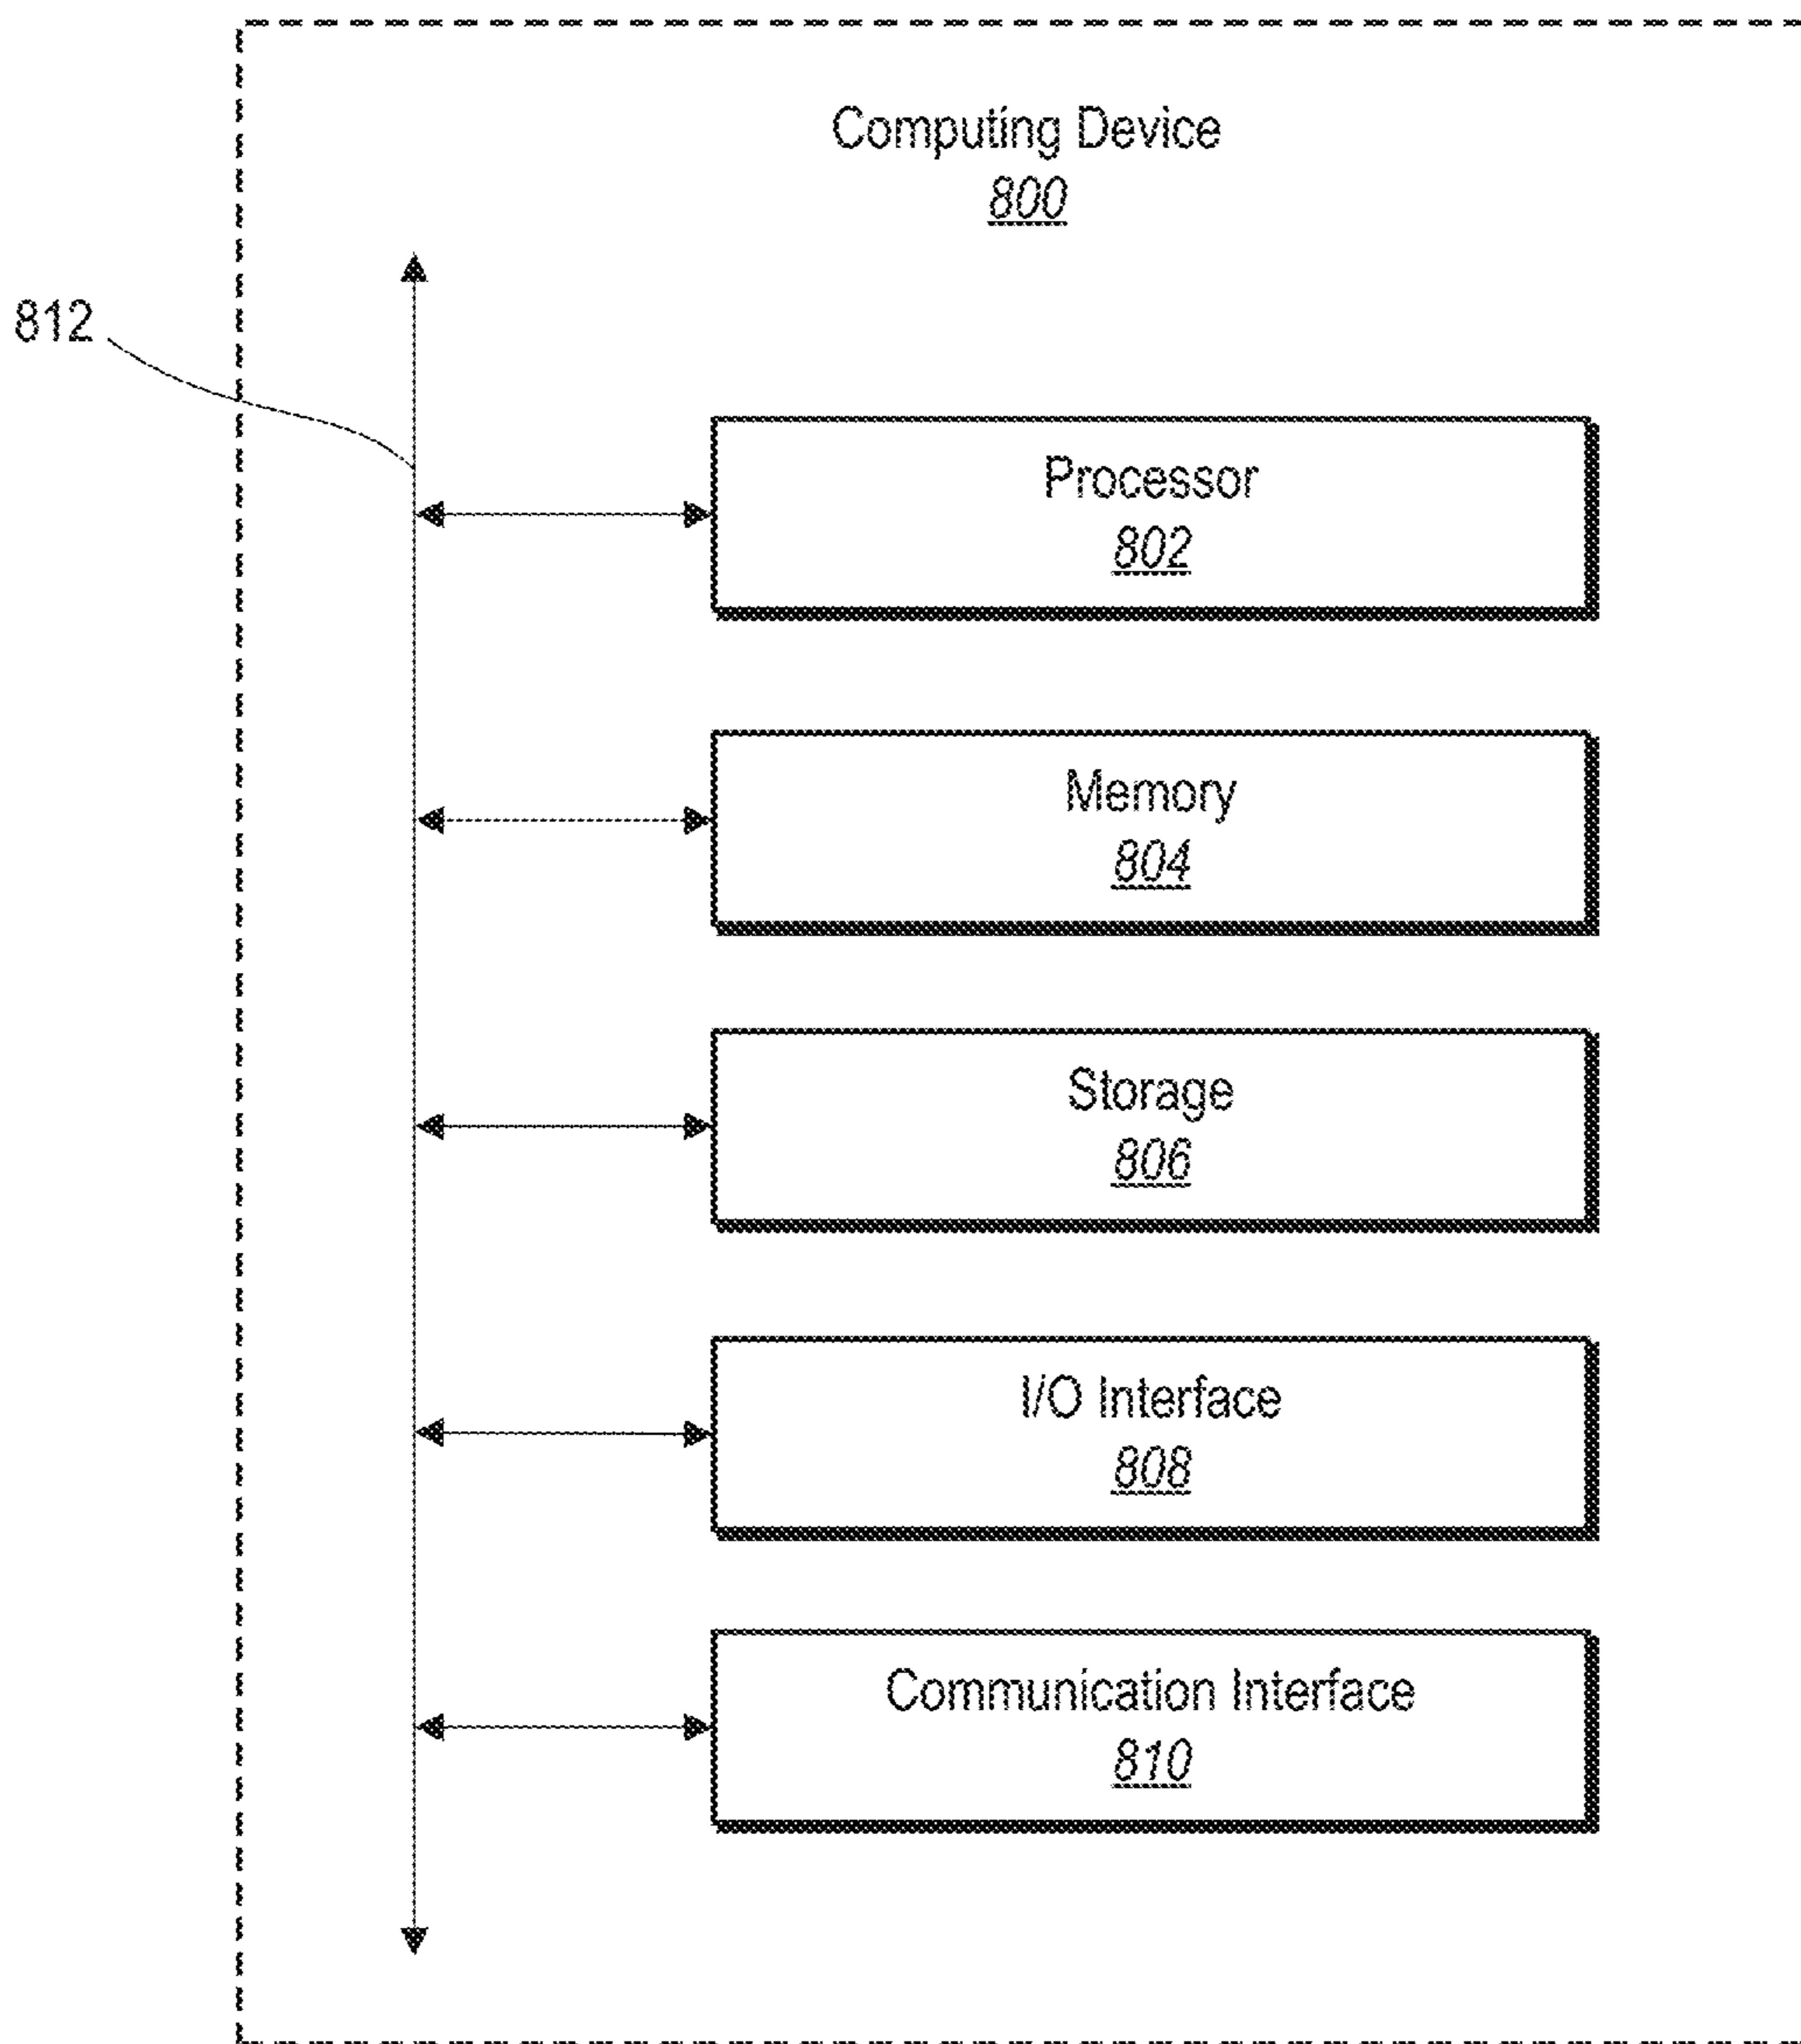 Computing Device
800
812
Processor
802
Memory
804
Storage
806
I/O Interface
808
Communication Interface
810